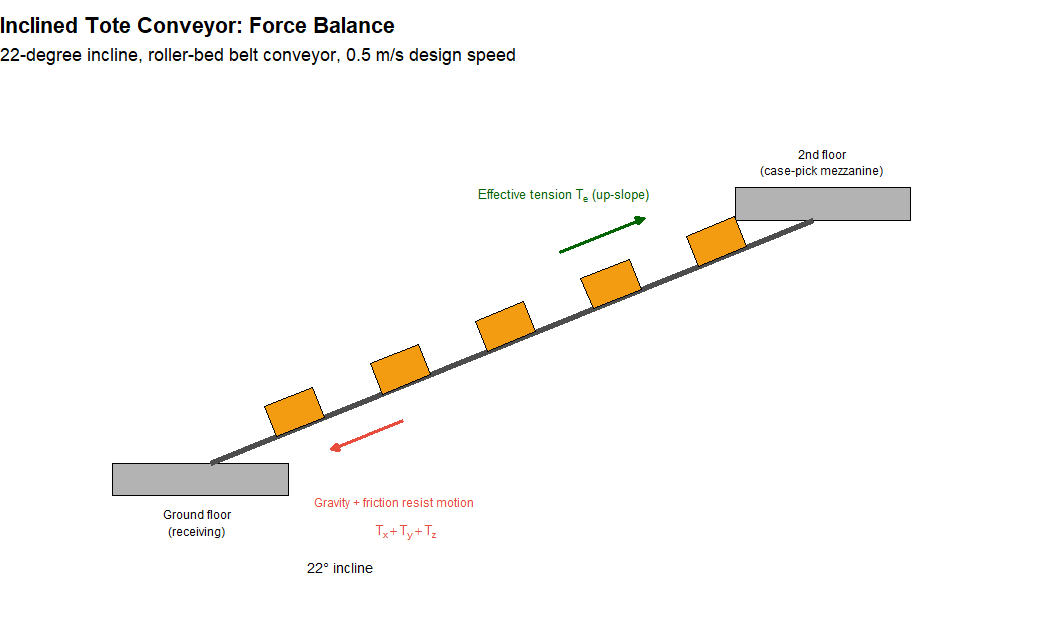 Inclined Tote Conveyor: Force Balance
22-degree incline, roller-bed belt conveyor, 0.5 m/s design speed
2nd floor
(case-pick mezzanine)
Effective tension Te (up-slope)
Gravity + friction resist motion
Tx + Ty + Tz
Ground floor
(receiving)
22° incline